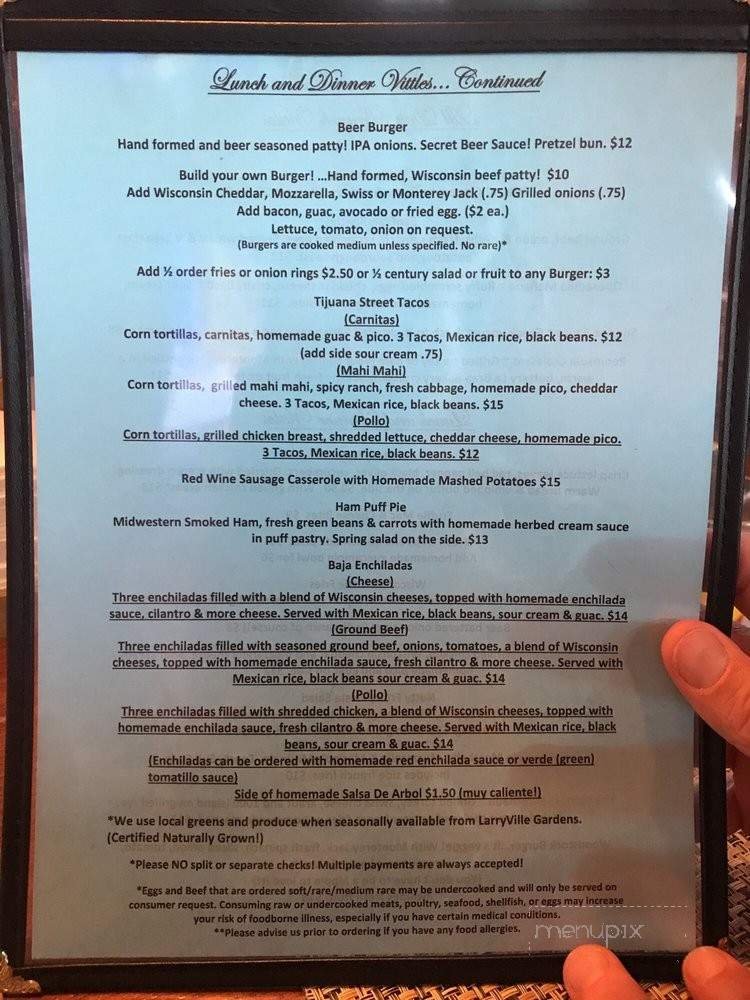 Lunch and Dinner Vittles... Continued
Beer Burger
Hand formed and beer seasoned patty! IPA onions. Secret Beer Sauce! Pretzel bun. $12
Build your own Burger! ...Hand formed, Wisconsin beef patty!  $10
Add Wisconsin Cheddar, Mozzarella, Swiss or Monterey Jack (.75) Grilled onions (.75)
Add bacon, guac, avocado or fried egg. ($2 ea.)
Lettuce, tomato, onion on request.
(Burgers are cooked medium unless specified. No rare)*
Add ½ order fries or onion rings $2.50 or ½ century salad or fruit to any Burger: $3
Tijuana Street Tacos
(Carnitas)
Corn tortillas, carnitas, homemade guac & pico. 3 Tacos, Mexican rice, black beans. $12
(add side sour cream .75)
(Mahi Mahi)
Corn tortillas,  grilled mahi mahi, spicy ranch, fresh cabbage, homemade pico, cheddar
cheese. 3 Tacos, Mexican rice, black beans. $15
(Pollo)
Corn tortillas, grilled chicken breast, shredded lettuce, cheddar cheese, homemade pico.
3 Tacos, Mexican rice, black beans. $12
Red Wine Sausage Casserole with Homemade Mashed Potatoes $15
Ham Puff Pie
Midwestern Smoked Ham, fresh green beans & carrots with homemade herbed cream sauce
in puff pastry. Spring salad on the side. $13
Baja Enchiladas
(Cheese)
Three enchiladas filled with a blend of Wisconsin cheeses, topped with homemade enchilada
sauce, cilantro & more cheese. Served with Mexican rice, black beans, sour cream & guac. $14
(Ground Beef)
Three enchiladas filled with seasoned ground beef, onions, tomatoes, a blend of Wisconsin
cheeses, topped with homemade enchilada sauce, fresh cilantro & more cheese. Served with
Mexican rice, black beans sour cream & guac. $14
(Pollo)
Three enchiladas filled with shredded chicken, a blend of Wisconsin cheeses, topped with
homemade enchilada sauce, fresh cilantro & more cheese. Served with Mexican rice, black
beans, sour cream & guac. $14
(Enchiladas can be ordered with homemade red enchilada sauce or verde (green)
tomatillo sauce)
Side of homemade Salsa De Arbol $1.50 (muy caliente!)
*We use local greens and produce when seasonally available from LarryVille Gardens.
(Certified Naturally Grown!)
*Please NO split or separate checks! Multiple payments are always accepted!
*Eggs and Beef that are ordered soft/rare/medium rare may be undercooked and will only be served on
consumer request. Consuming raw or undercooked meats, poultry, seafood, shellfish, or eggs may increase
your risk of foodborne illness, especially if you have certain medical conditions.
**Please advise us prior to ordering if you have any food allergies.
menupix